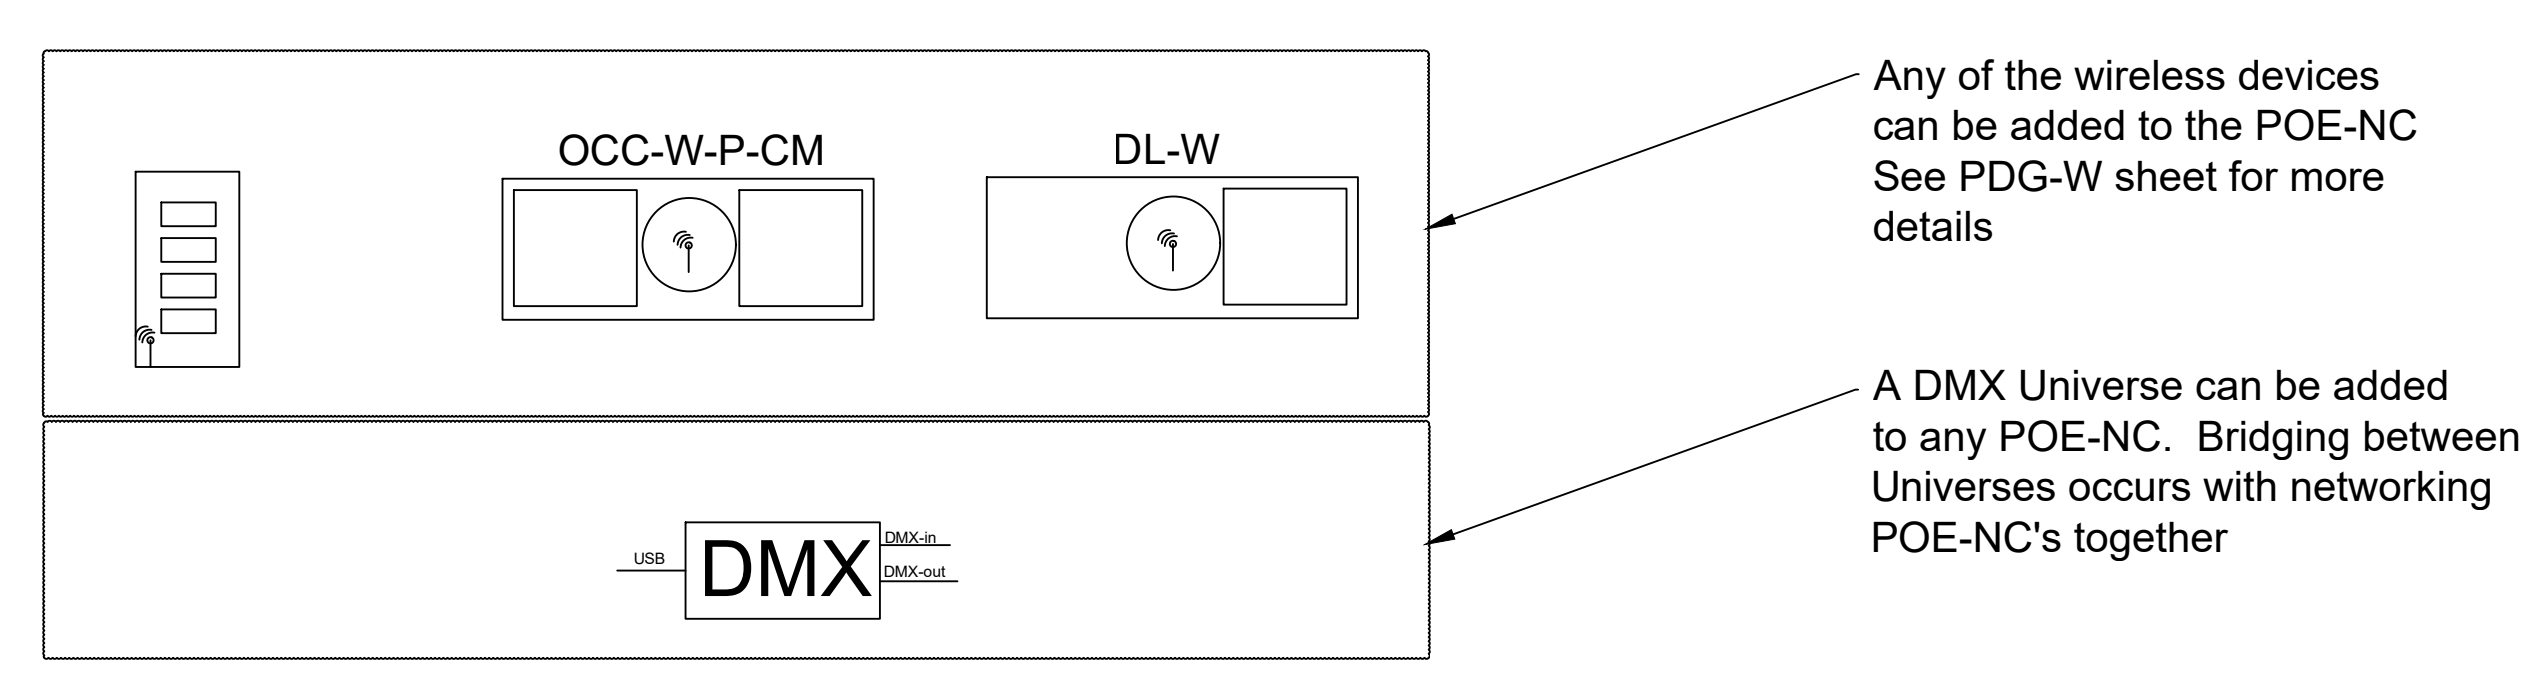 OCC-W-P-CM
DL-W
Any of the wireless devices
can be added to the POE-NC
See PDG-W sheet for more
details
A DMX Universe can be added
to any POE-NC.  Bridging between
Universes occurs with networking
POE-NC's together
USB
DMX
DMX-in
DMX-out